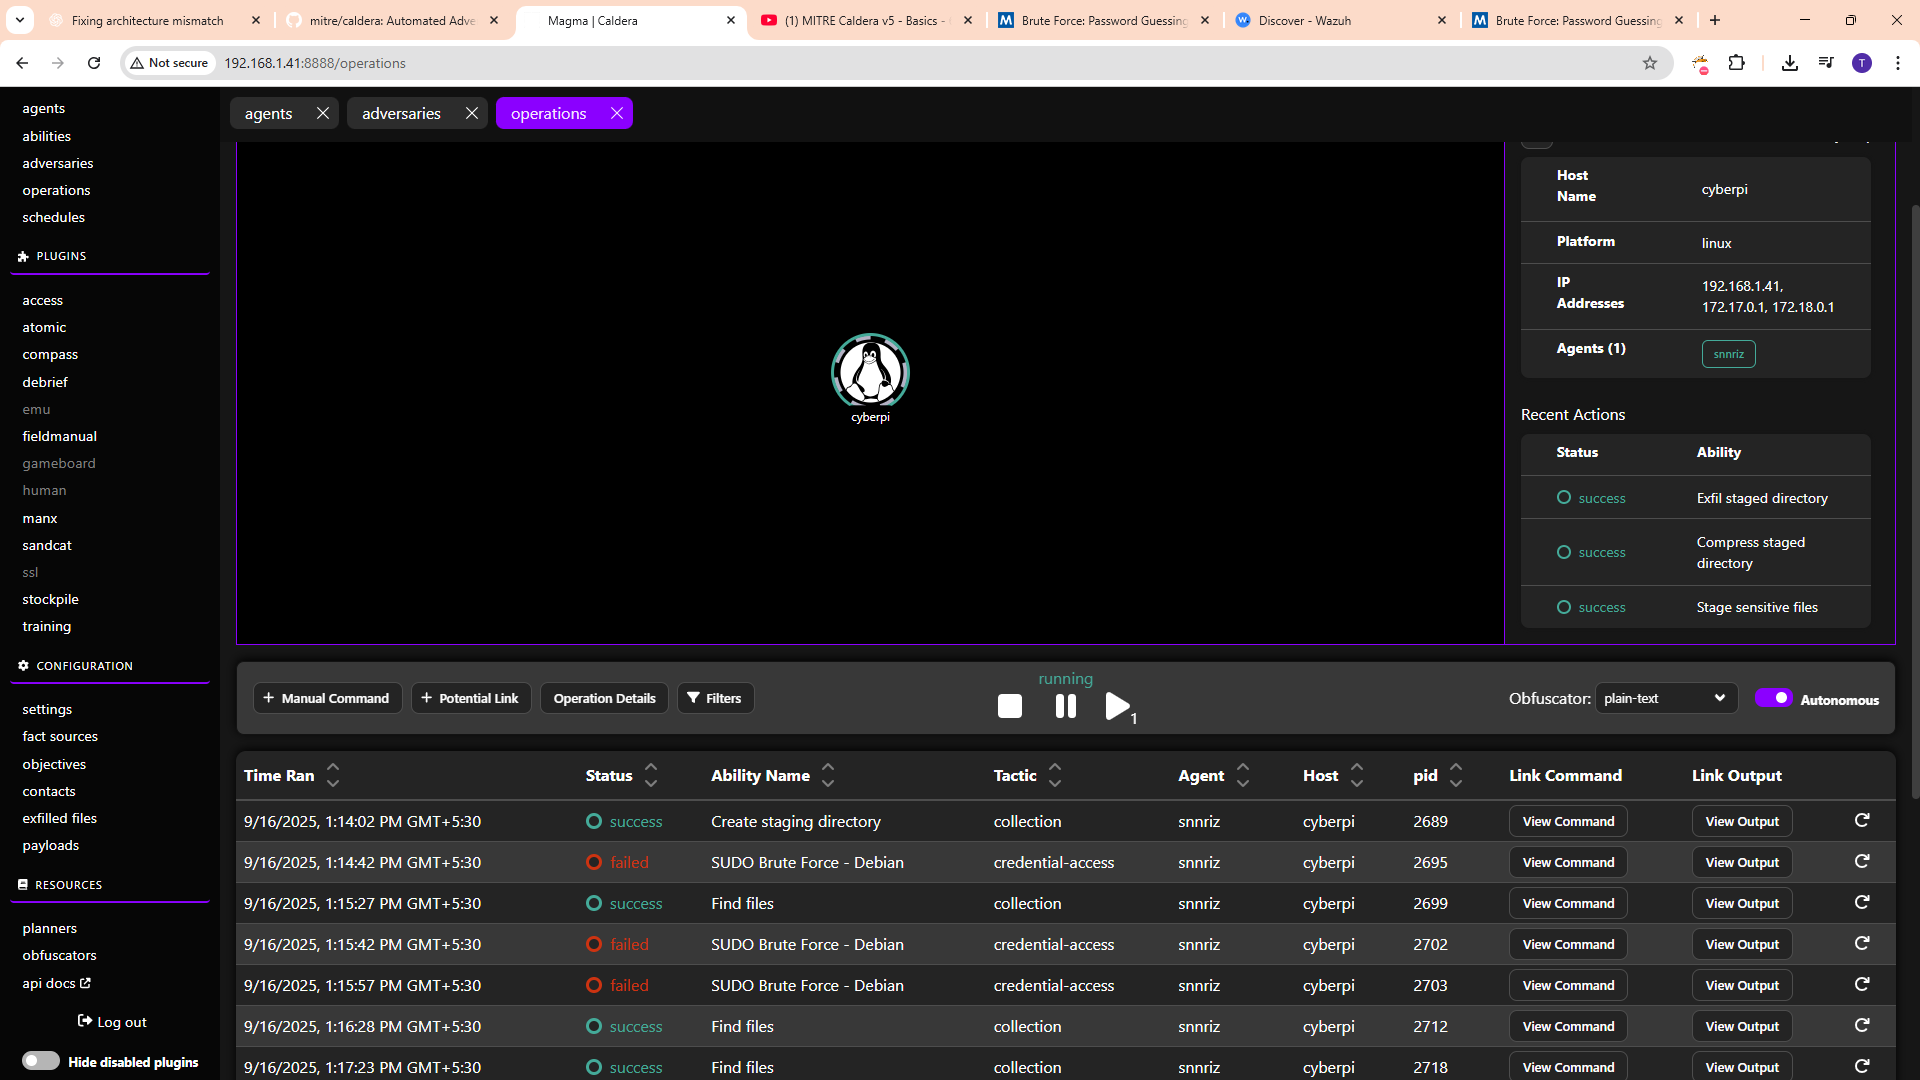 Fixing architecture mismatch
mitre/caldera: Automated Adve
Magma | Caldera
(1) MITRE Caldera v5 - Basics -
Brute Force: Password Guessing
Discover - Wazuh
Brute Force: Password Guessing
Not secure
192.168.1.41:8888/operations
T
agents
abilities
adversaries
operations
schedules
PLUGINS
access
atomic
compass
debrief
emu
fieldmanual
gameboard
human
manx
sandcat
ssl
stockpile
training
CONFIGURATION
settings
fact sources
objectives
contacts
exfilled files
payloads
RESOURCES
planners
obfuscators
api docs
Log out
Hide disabled plugins
agents
adversaries
operations
cyberpi
Host Name cyberpi
Platform linux
IP Addresses 192.168.1.41, 172.17.0.1, 172.18.0.1
Agents (1) snnriz
Recent Actions
Status Ability
success Exfil staged directory
success Compress staged directory
success Stage sensitive files
Manual Command
Potential Link
Operation Details
Filters
running
1
Obfuscator: plain-text
Autonomous
Time Ran Status Ability Name Tactic Agent Host pid Link Command Link Output
9/16/2025, 1:14:02 PM GMT+5:30 success Create staging directory collection snnriz cyberpi 2689 View Command View Output
9/16/2025, 1:14:42 PM GMT+5:30 failed SUDO Brute Force - Debian credential-access snnriz cyberpi 2695 View Command View Output
9/16/2025, 1:15:27 PM GMT+5:30 success Find files collection snnriz cyberpi 2699 View Command View Output
9/16/2025, 1:15:42 PM GMT+5:30 failed SUDO Brute Force - Debian credential-access snnriz cyberpi 2702 View Command View Output
9/16/2025, 1:15:57 PM GMT+5:30 failed SUDO Brute Force - Debian credential-access snnriz cyberpi 2703 View Command View Output
9/16/2025, 1:16:28 PM GMT+5:30 success Find files collection snnriz cyberpi 2712 View Command View Output
9/16/2025, 1:17:23 PM GMT+5:30 success Find files collection snnriz cyberpi 2718 View Command View Output